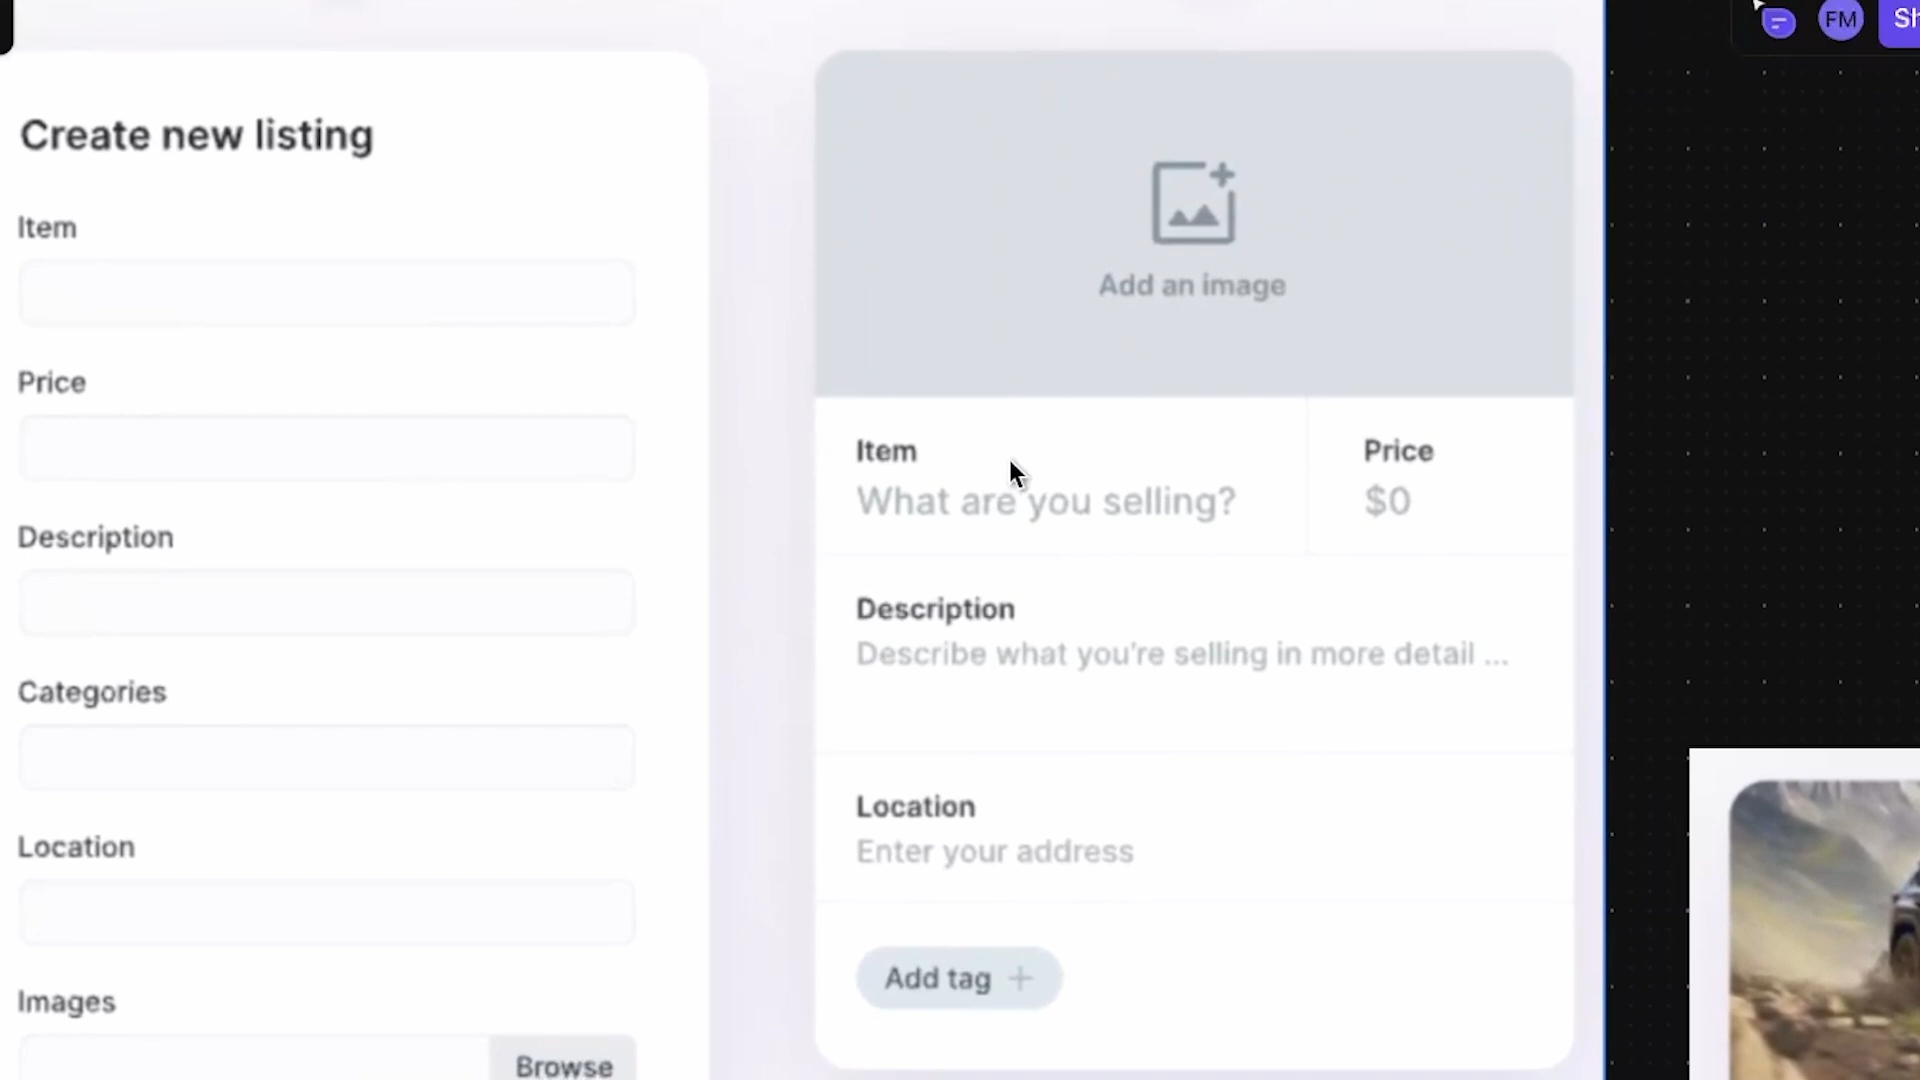 FM
Create new listing
Item
Price
Description
Categories
Location
Images
Browse
Add an image
Item
What are you selling?
Price
$0
Description
Describe what you're selling in more detail ...
Location
Enter your address
Add tag +